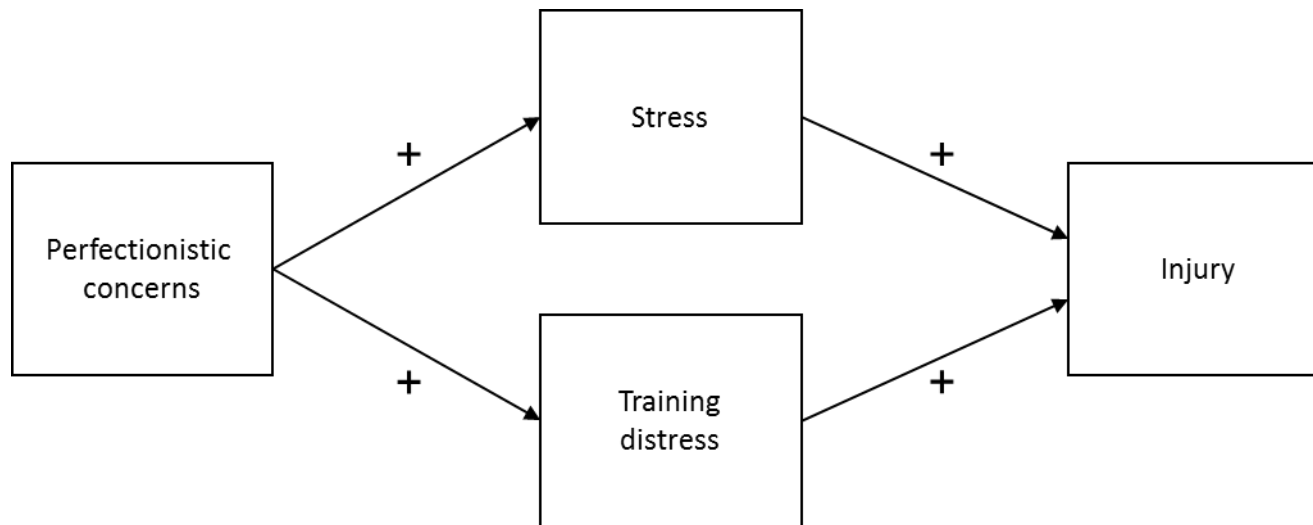 Stress
+
+
Perfectionistic
concerns
Injury
+
+
Training
distress